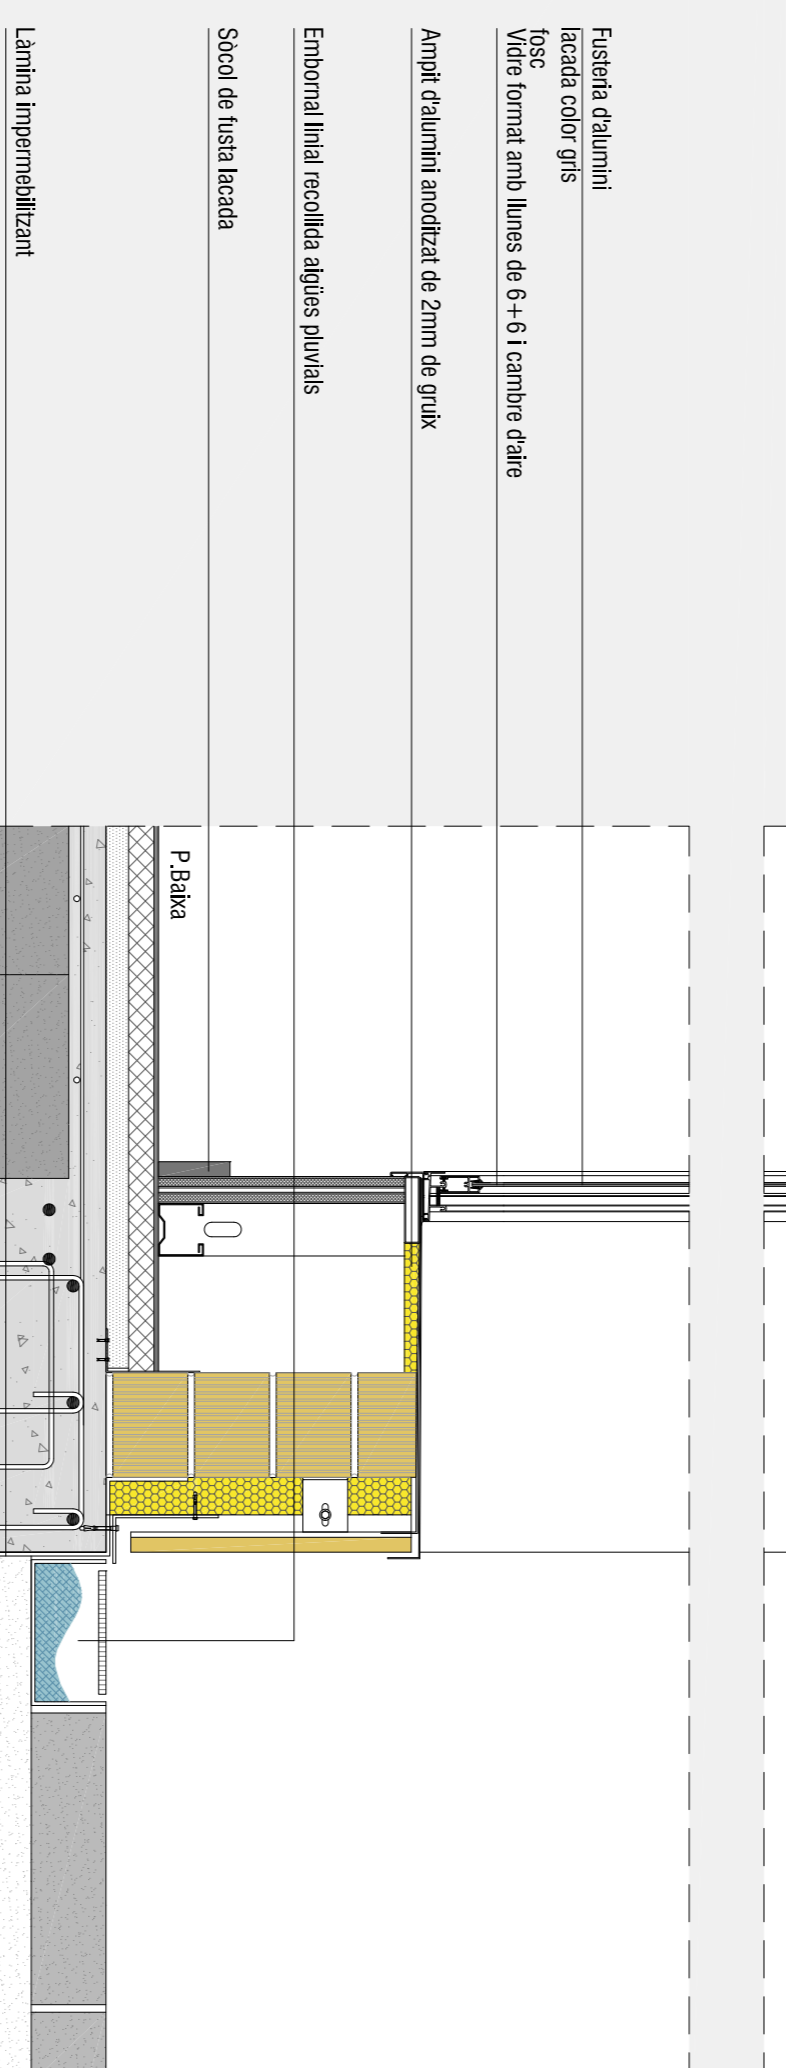 Fusteria d'alumini
lacada color gris
fosc
Vidre format amb llunes de 6+6 i cambre d'aire
Ampit d'alumini anoditzat de 2mm de gruix
Embornal linial recollida aigües pluvials
Sòcol de fusta lacada
P.Baixa
Làmina impermebilitzant